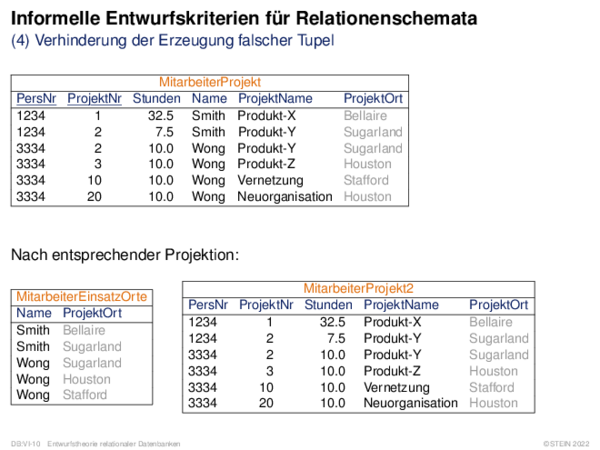 Informelle Entwurfskriterien für Relationenschemata
(4) Verhinderung der Erzeugung falscher Tupel
MitarbeiterProjekt
PersNr ProjektNr Stunden Name ProjektName ProjektOrt
1234 1 32.5 Smith Produkt-X Bellaire
1234 2 7.5 Smith Produkt-Y Sugarland
3334 2 10.0 Wong Produkt-Y Sugarland
3334 3 10.0 Wong Produkt-Z Houston
3334 10 10.0 Wong Vernetzung Stafford
3334 20 10.0 Wong Neuorganisation Houston
Nach entsprechender Projektion:
MitarbeiterEinsatzOrte
Name ProjektOrt
Smith Bellaire
Smith Sugarland
Wong Sugarland
Wong Houston
Wong Stafford
MitarbeiterProjekt2
PersNr ProjektNr Stunden ProjektName ProjektOrt
1234 1 32.5 Produkt-X Bellaire
1234 2 7.5 Produkt-Y Sugarland
3334 2 10.0 Produkt-Y Sugarland
3334 3 10.0 Produkt-Z Houston
3334 10 10.0 Vernetzung Stafford
3334 20 10.0 Neuorganisation Houston
DB:VI-10 Entwurfstheorie relationaler Datenbanken ©STEIN 2022